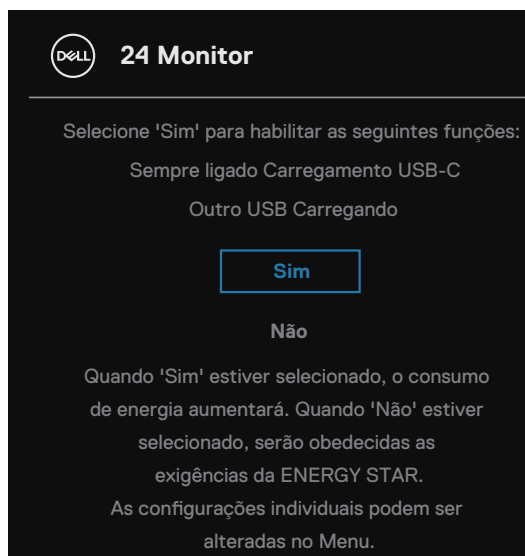 DELL
24 Monitor
Selecione 'Sim' para habilitar as seguintes funções:
Sempre ligado Carregamento USB-C
Outro USB Carregando
Sim
Não
Quando 'Sim' estiver selecionado, o consumo
de energia aumentará. Quando 'Não' estiver
selecionado, serão obedecidas as
exigências da ENERGY STAR.
As configurações individuais podem ser
alteradas no Menu.